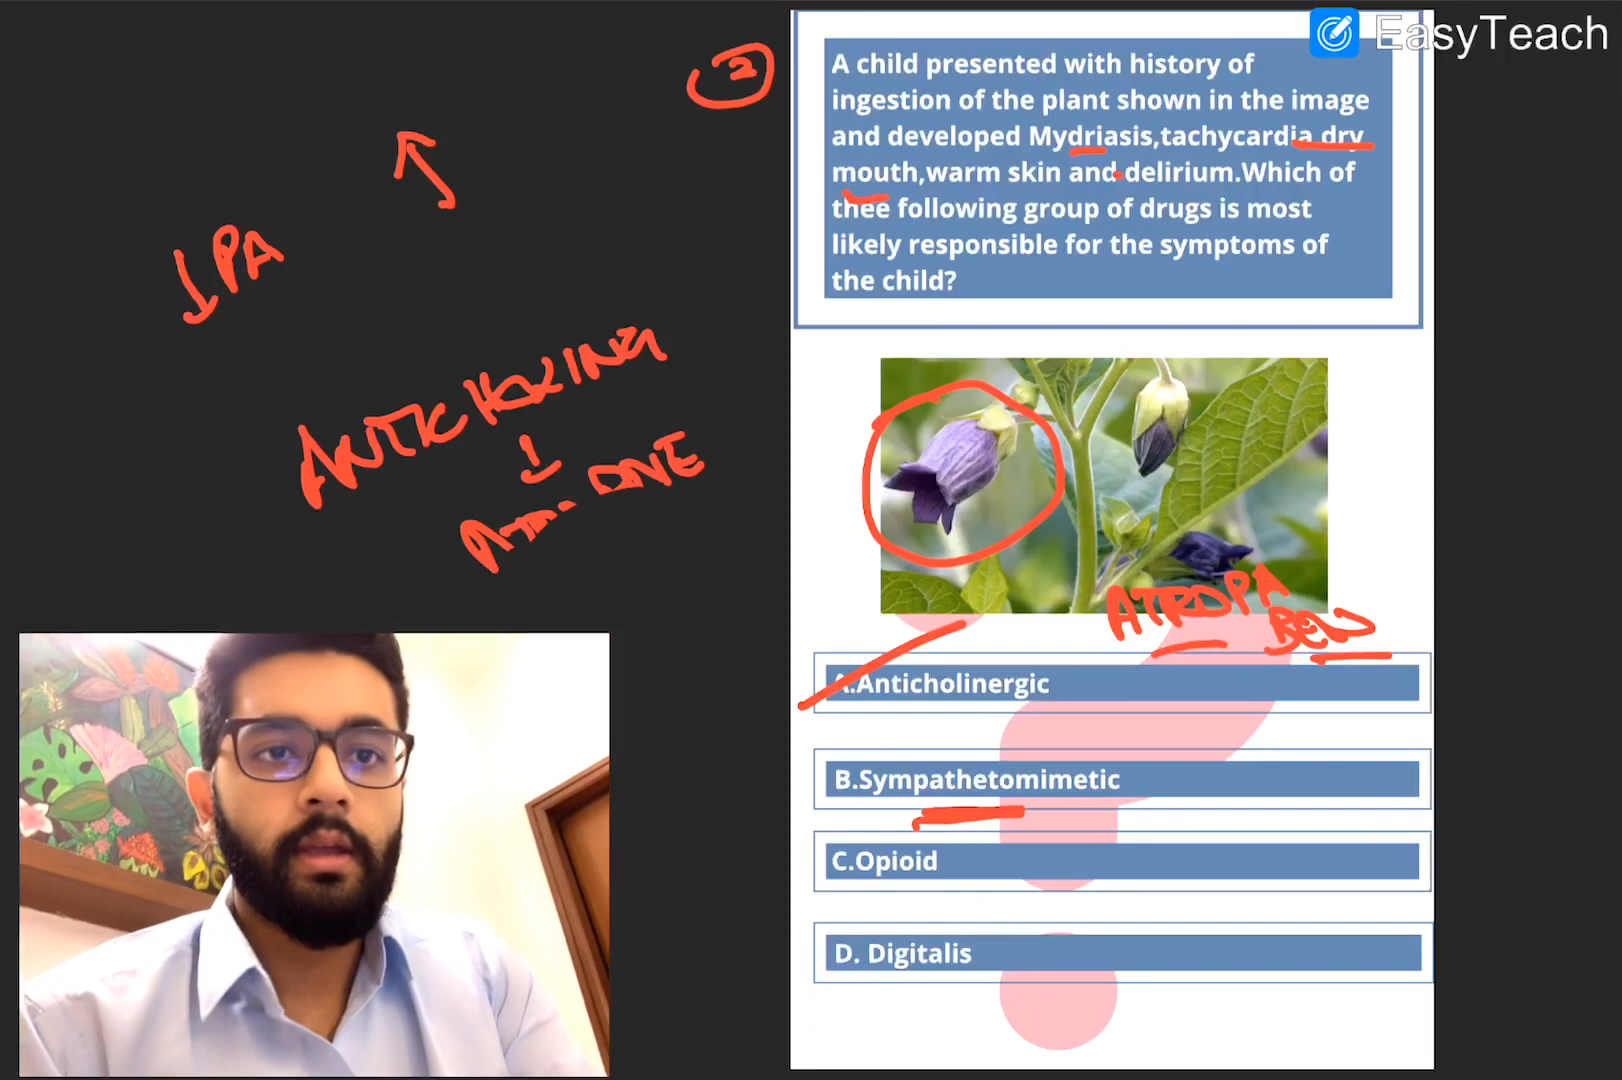 EasyTeach
2
A child presented with history of
ingestion of the plant shown in the image
and developed Mydriasis,tachycardia dry
mouth,warm skin and delirium.Which of
thee following group of drugs is most
likely responsible for the symptoms of
the child?
↓PA
ATROPA
BELL
A.Anticholinergic
B.Sympathetomimetic
C.Opioid
D. Digitalis